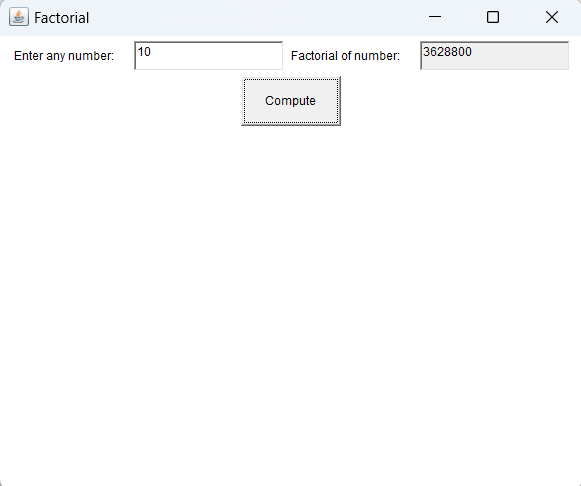 Factorial
Enter any number: 10 Factorial of number: 3628800
Compute